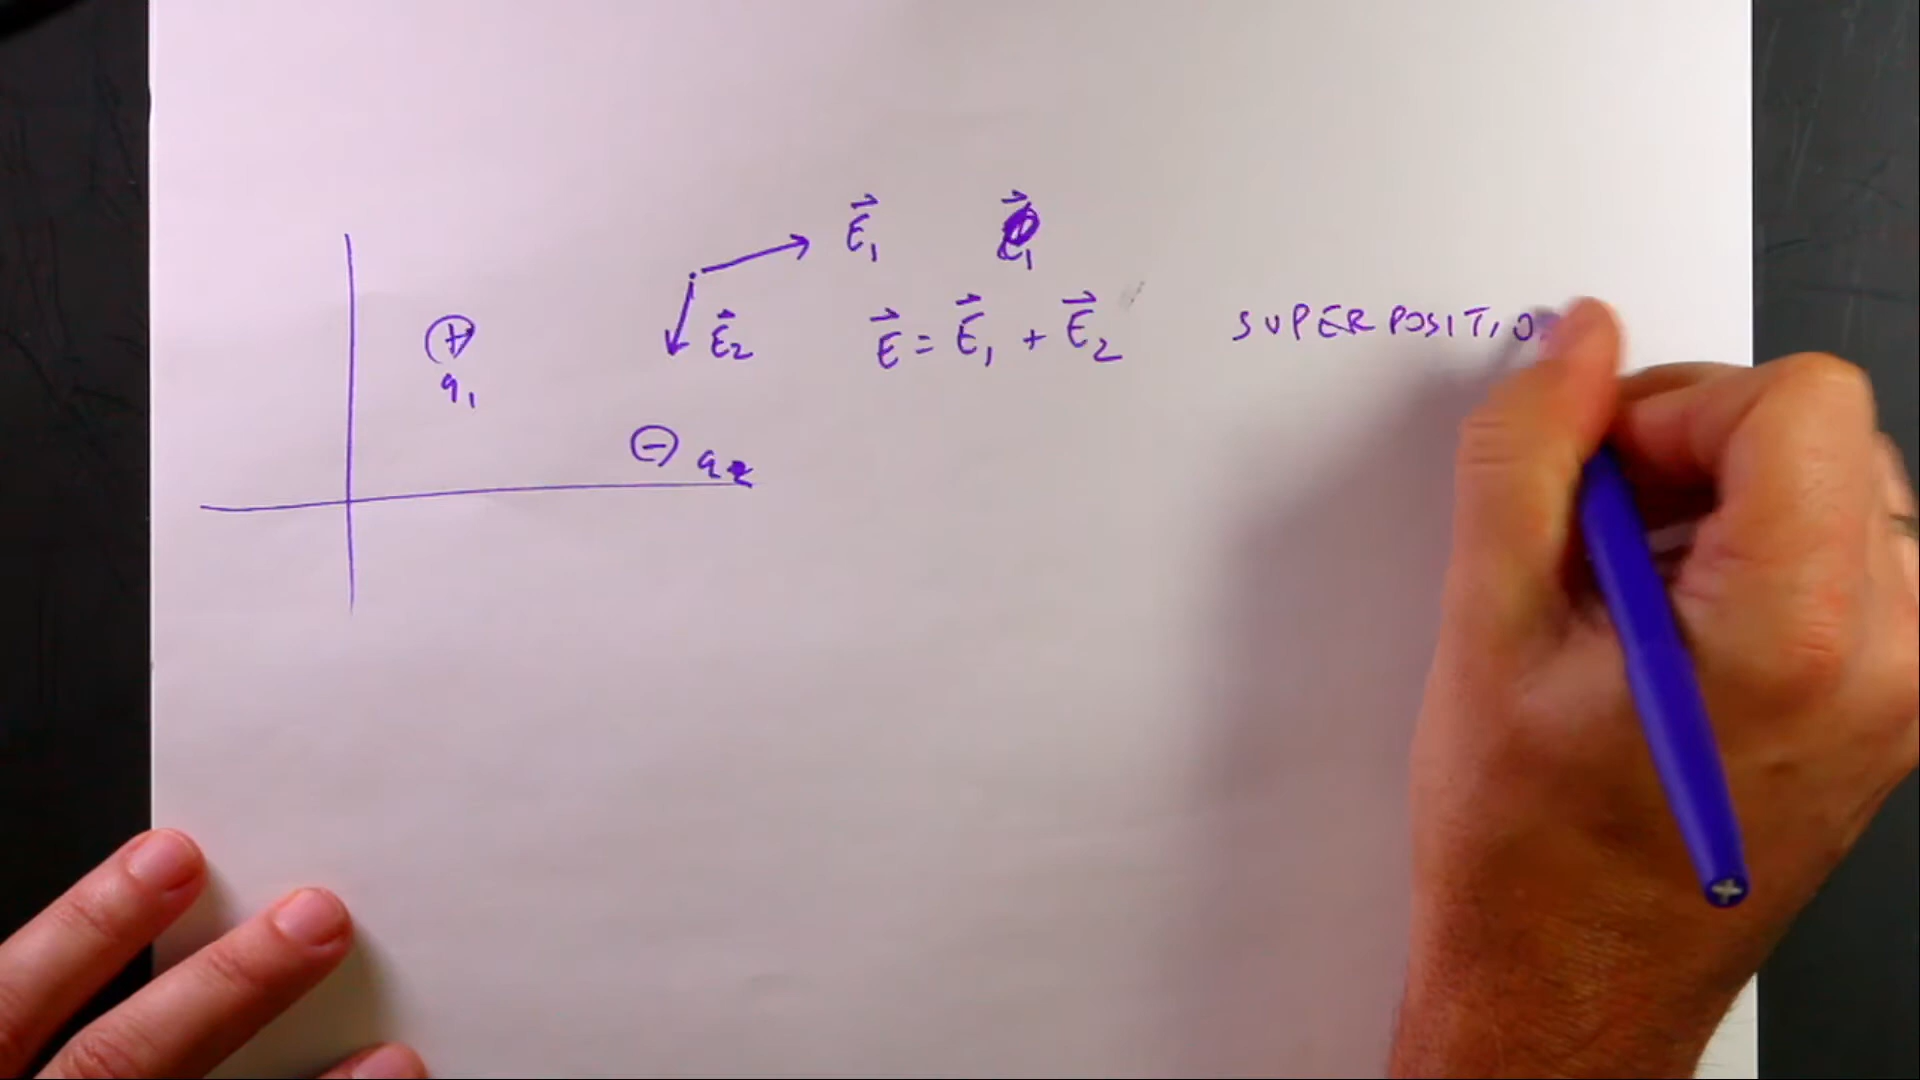 E⃗₁
+
q₁
E⃗₂
E⃗ = E⃗₁ + E⃗₂
SUPERPOSITIO
− q₂